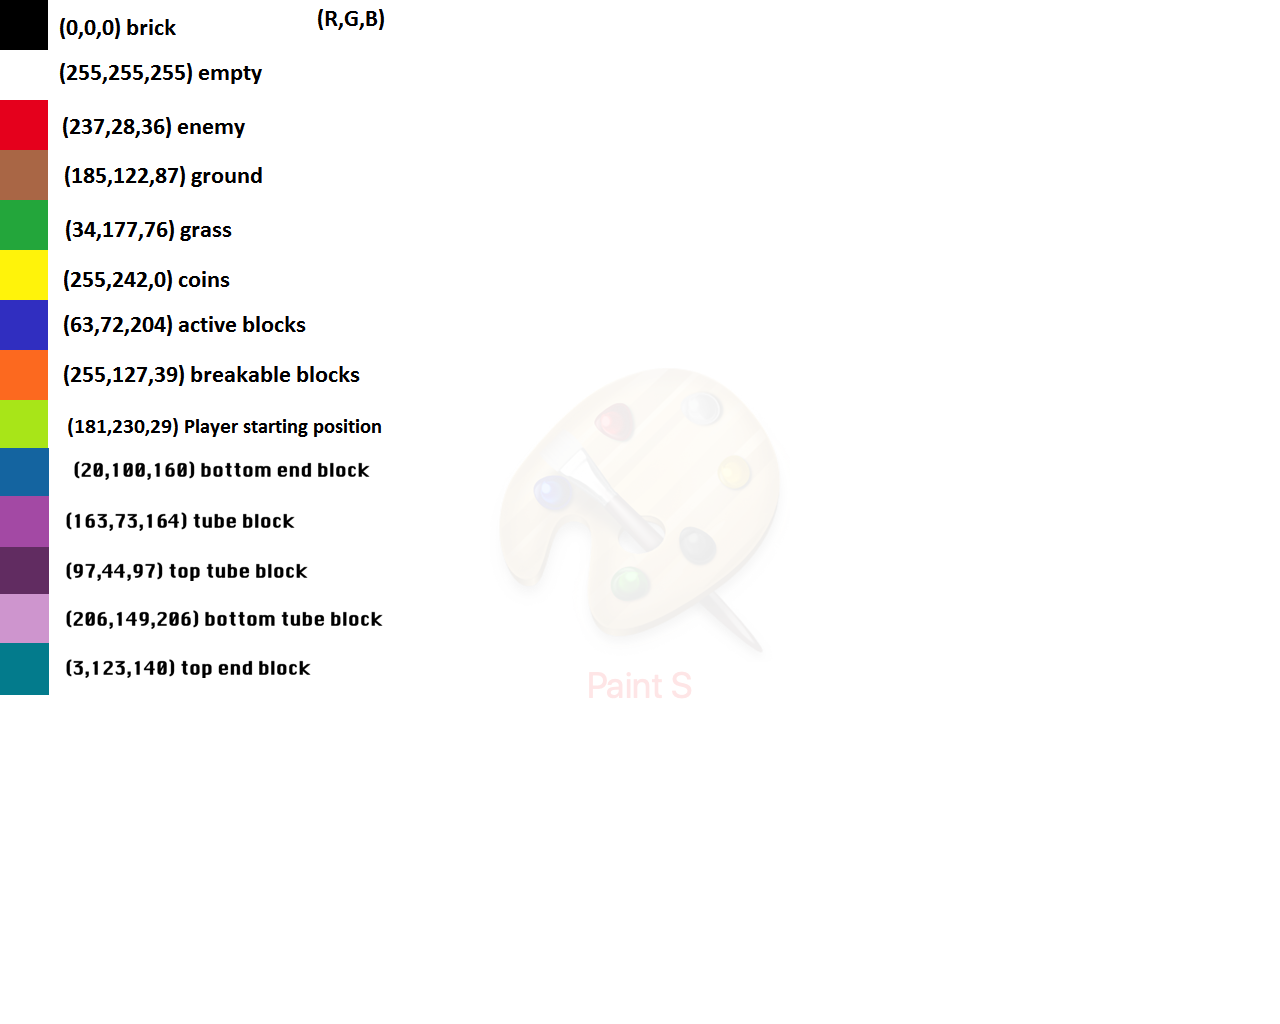 (R,G,B)
(0,0,0) brick
(255,255,255) empty
(237,28,36) enemy
(185,122,87) ground
(34,177,76) grass
(255,242,0) coins
(63,72,204) active blocks
(255,127,39) breakable blocks
(181,230,29) Player starting position
(20,100,160) bottom end block
(163,73,164) tube block
(97,44,97) top tube block
(206,149,206) bottom tube block
(3,123,140) top end block
Paint S